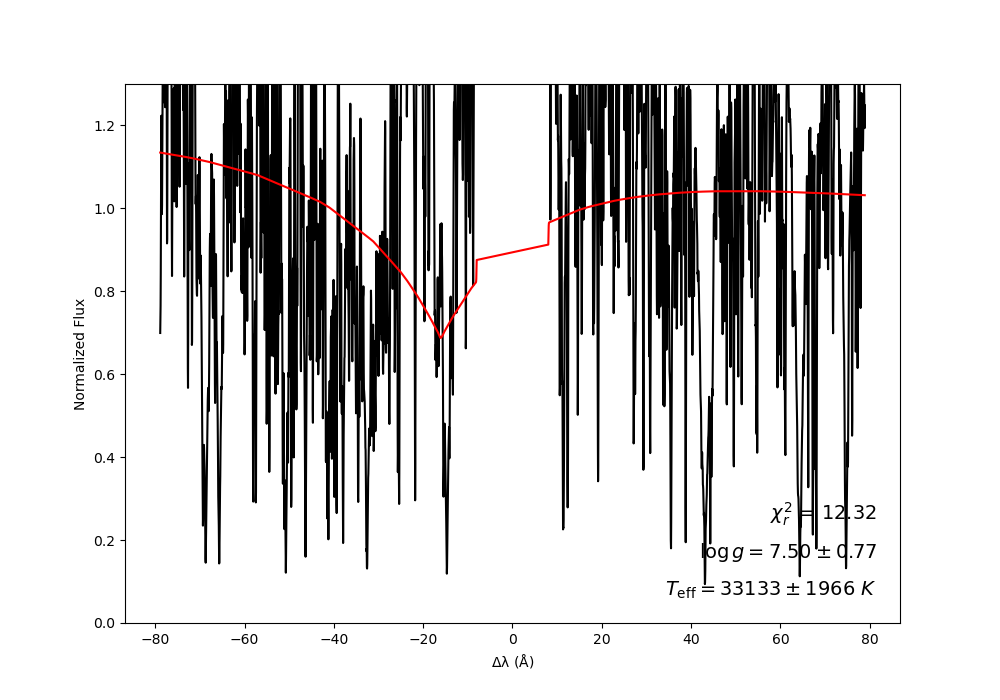 1.2
1.0
0.8
0.6
0.4
0.2
0.0
Normalized Flux
χ²ᵣ = 12.32
log g = 7.50 ± 0.77
T_eff = 33133 ± 1966 K
−80 −60 −40 −20 0 20 40 60 80
Δλ (Å)